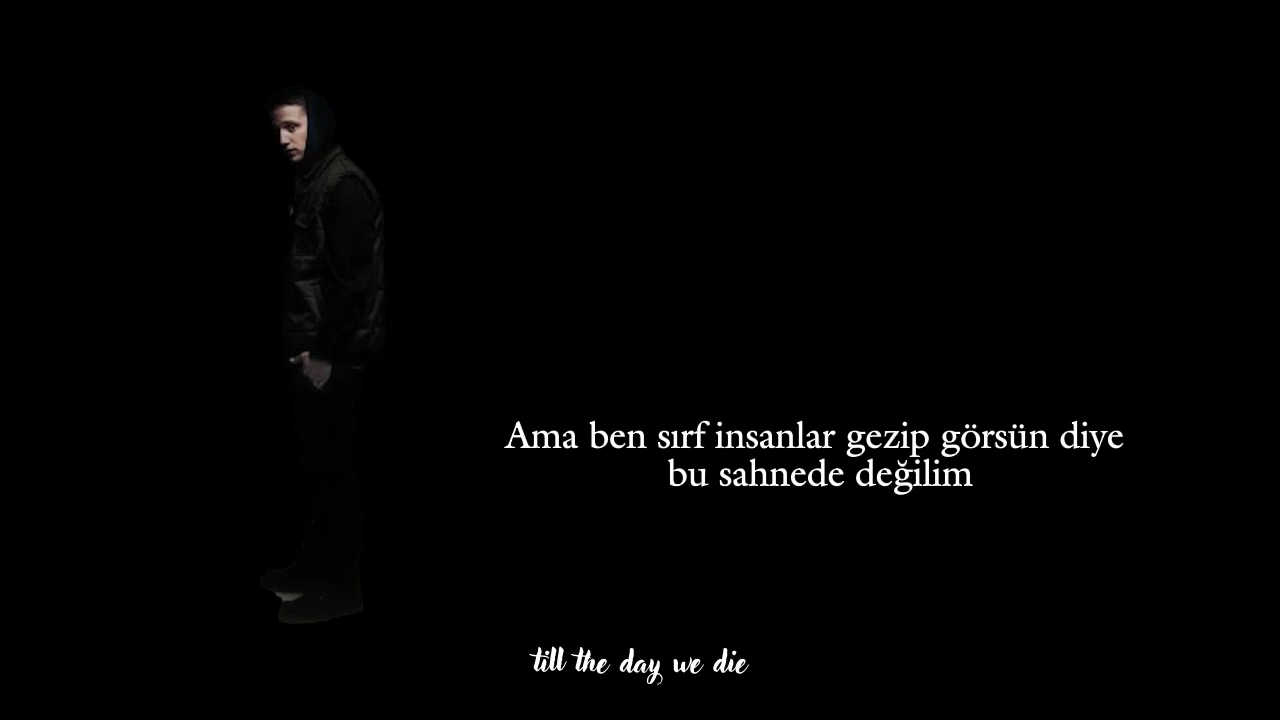 Ama ben sırf insanlar gezip görsün diye
bu sahnede değilim
till the day we die